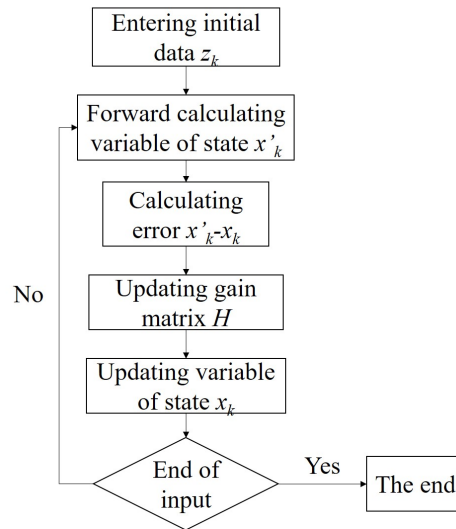 Entering initial
data z_k
Forward calculating
variable of state x'_k
Calculating
error x'_k-x_k
Updating gain
matrix H
No
Updating variable
of state x_k
End of
input
Yes
The end